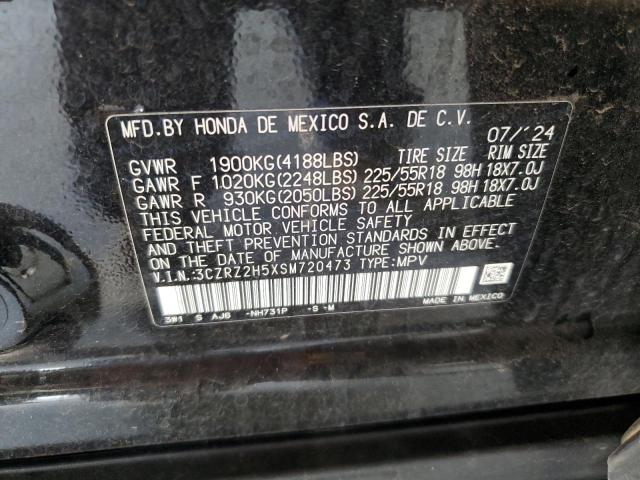 MFD.BY HONDA DE MEXICO S.A. DE C.V. 07/´24
GVWR 1900KG(4188LBS) TIRE SIZE RIM SIZE
GAWR F 1020KG(2248LBS) 225/55R18 98H 18X7.0J
GAWR R 930KG(2050LBS) 225/55R18 98H 18X7.0J
THIS VEHICLE CONFORMS TO ALL APPLICABLE
FEDERAL MOTOR VEHICLE SAFETY
AND THEFT PREVENTION STANDARDS IN EFFECT
ON THE DATE OF MANUFACTURE SHOWN ABOVE.
V.I.N.:3CZRZ2H5XSM720473 TYPE:MPV
MADE IN MEXICO
3W1 S AJ6 -NH731P -S -M